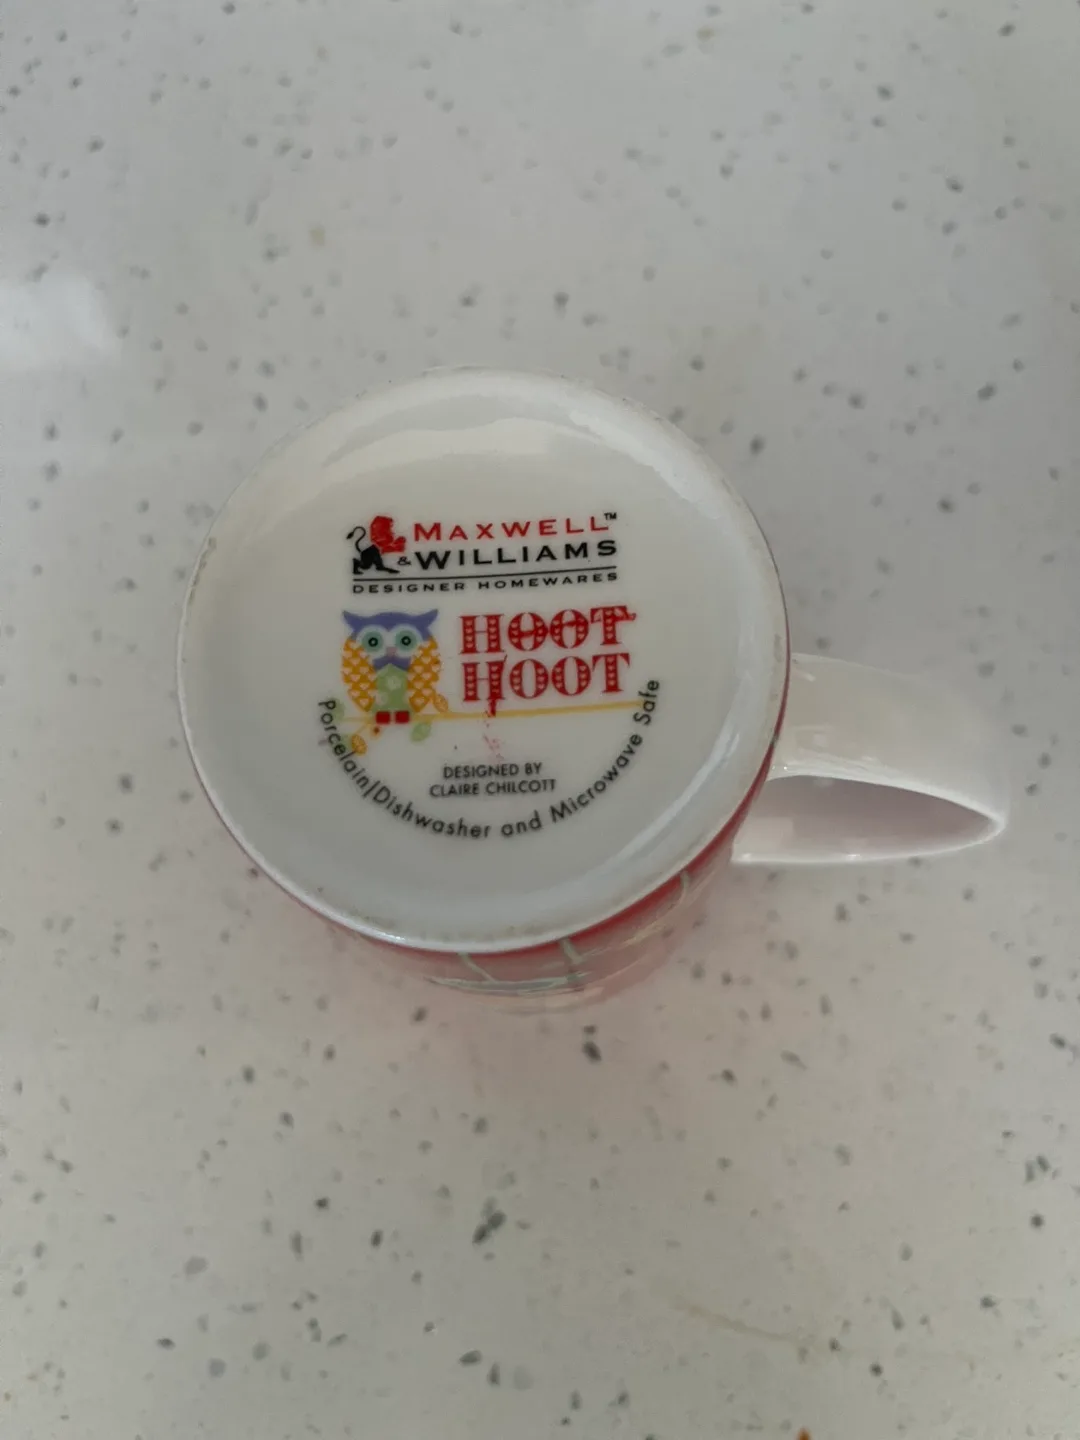 MAXWELL™
& WILLIAMS
DESIGNER HOMEWARES
HOOT
HOOT
DESIGNED BY
CLAIRE CHILCOTT
Porcelain/Dishwasher and Microwave Safe